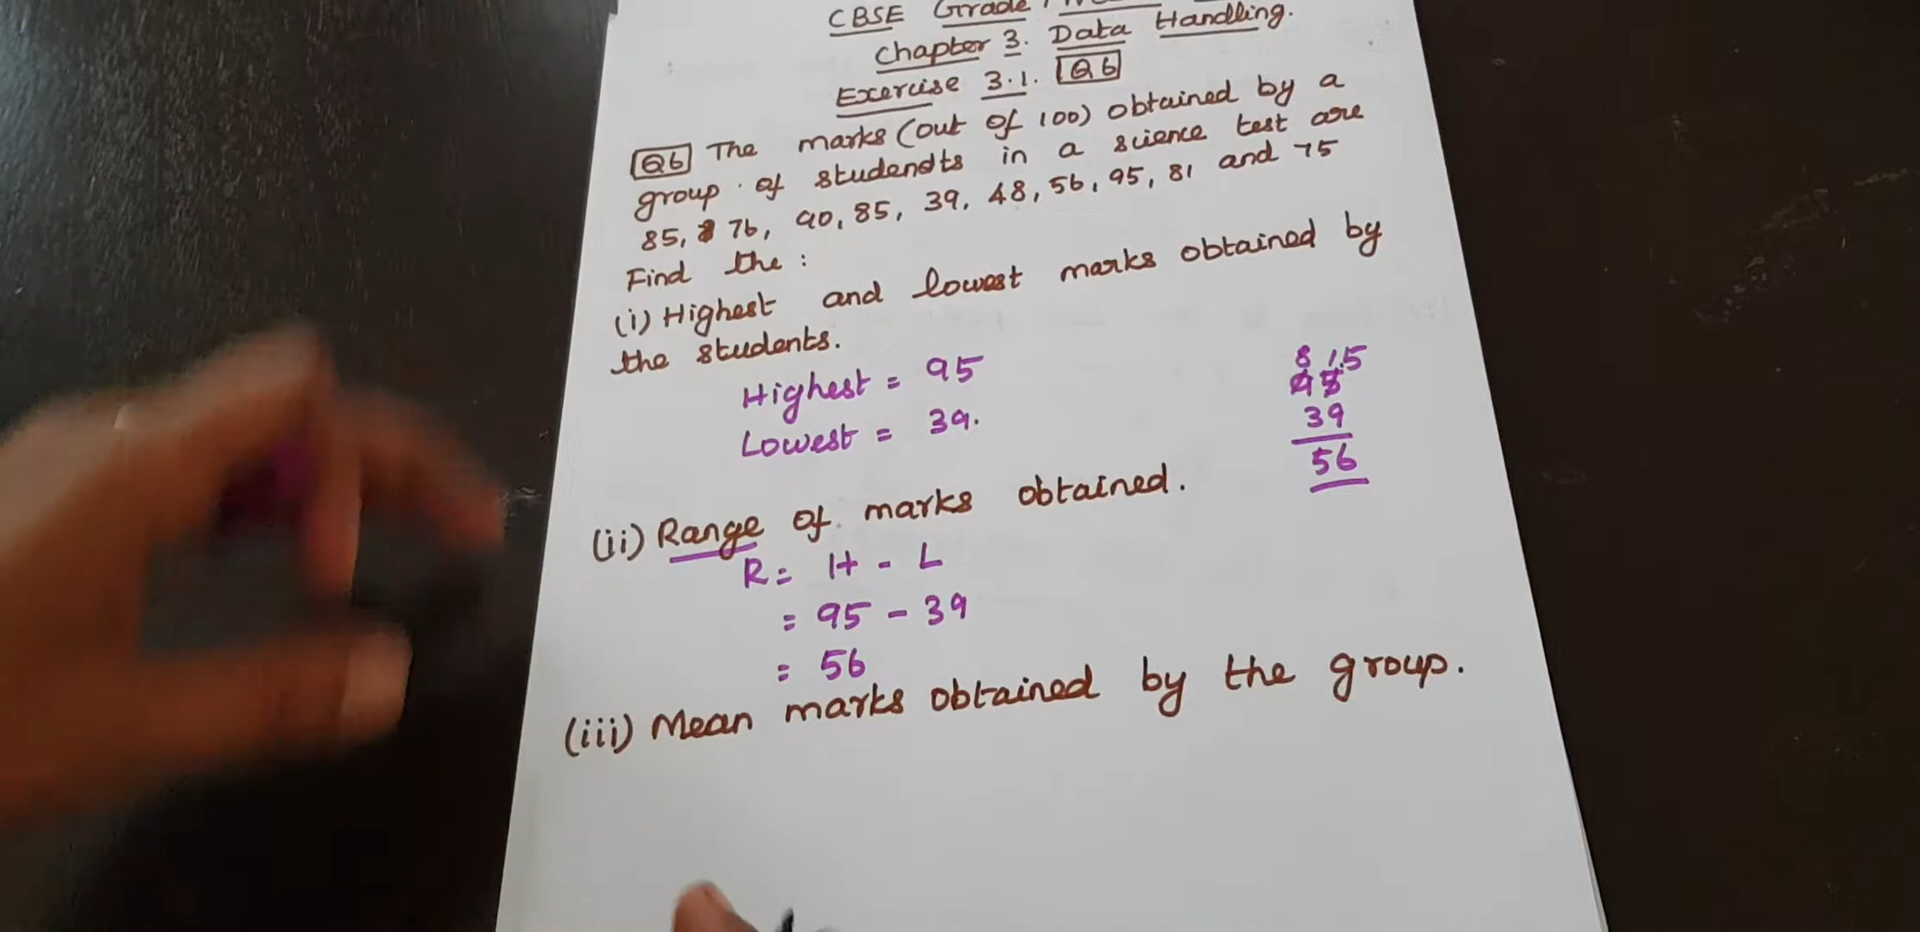 CBSE Grade
Chapter 3. Data Handling.
Exercise 3.1. Q6
Q6 The marks (out of 100) obtained by a
group of studendts in a science test are
85, 76, 90, 85, 39, 48, 56, 95, 81 and 75
Find the :
(i) Highest and lowest marks obtained by
the students.
Highest = 95
Lowest = 39.
8 15
95
39
56
(ii) Range of marks obtained.
R = H - L
= 95 - 39
= 56
(iii) Mean marks obtained by the group.